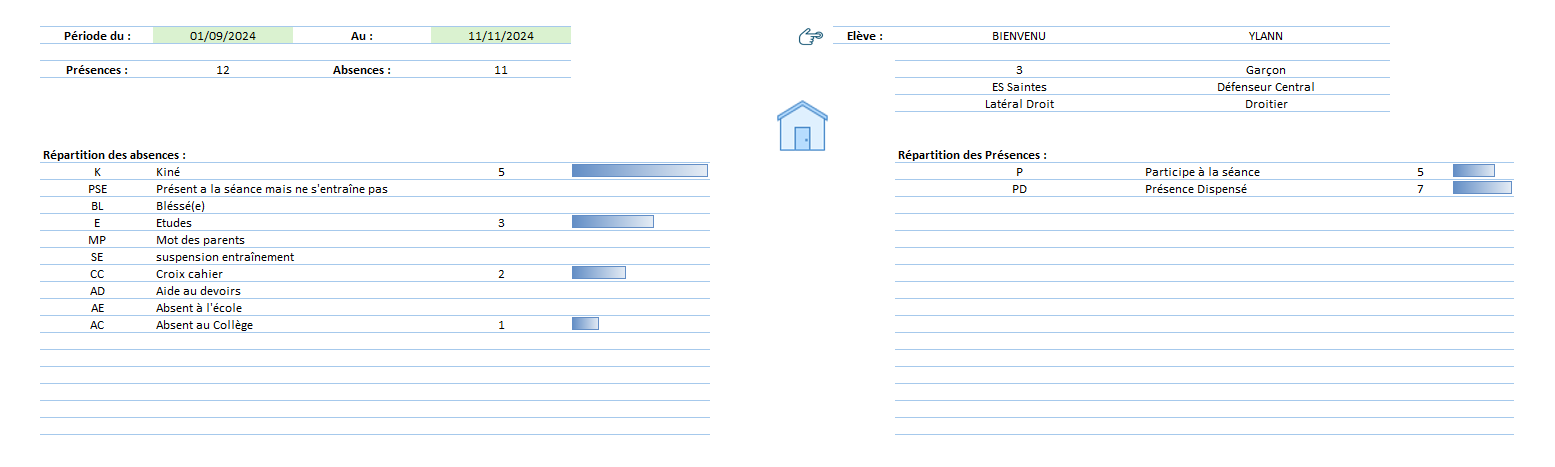 Période du : 01/09/2024 Au : 11/11/2024 Elève : BIENVENU YLANN
Présences : 12 Absences : 11 3 Garçon
ES Saintes Défenseur Central
Latéral Droit Droitier
Répartition des absences : Répartition des Présences :
K Kiné 5 P Participe à la séance 5
PSE Présent a la séance mais ne s'entraîne pas PD Présence Dispensé 7
BL Bléssé(e)
E Etudes 3
MP Mot des parents
SE suspension entraînement
CC Croix cahier 2
AD Aide au devoirs
AE Absent à l'école
AC Absent au Collège 1